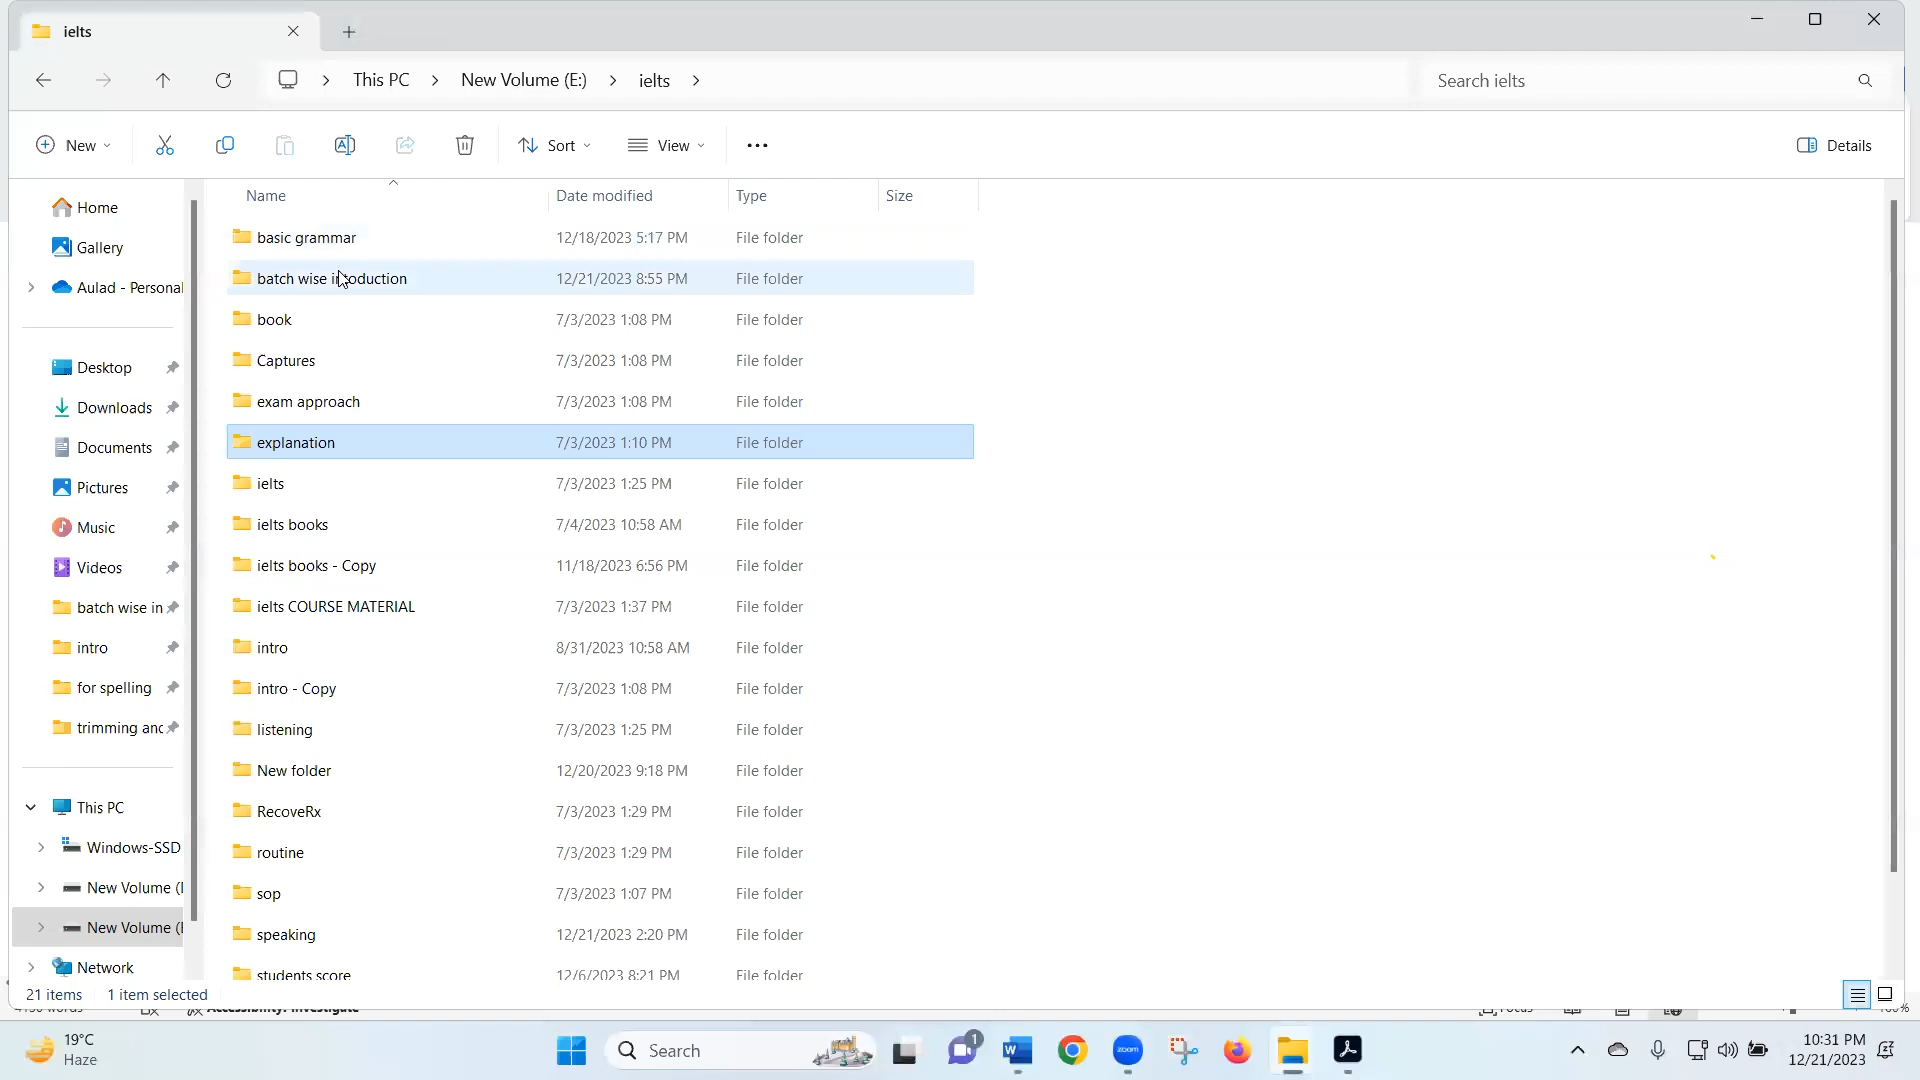 ielts
This PC
New Volume (E:)
ielts
Search ielts
New
Sort
View
Details
Home
Gallery
Aulad - Personal
Desktop
Downloads
Documents
Pictures
Music
Videos
batch wise in
intro
for spelling
trimming and
This PC
Windows-SSD
New Volume (
New Volume (
Network
Name Date modified Type Size
basic grammar 12/18/2023 5:17 PM File folder
batch wise introduction 12/21/2023 8:55 PM File folder
book 7/3/2023 1:08 PM File folder
Captures 7/3/2023 1:08 PM File folder
exam approach 7/3/2023 1:08 PM File folder
explanation 7/3/2023 1:10 PM File folder
ielts 7/3/2023 1:25 PM File folder
ielts books 7/4/2023 10:58 AM File folder
ielts books - Copy 11/18/2023 6:56 PM File folder
ielts COURSE MATERIAL 7/3/2023 1:37 PM File folder
intro 8/31/2023 10:58 AM File folder
intro - Copy 7/3/2023 1:08 PM File folder
listening 7/3/2023 1:25 PM File folder
New folder 12/20/2023 9:18 PM File folder
RecoveRx 7/3/2023 1:29 PM File folder
routine 7/3/2023 1:29 PM File folder
sop 7/3/2023 1:07 PM File folder
speaking 12/21/2023 2:20 PM File folder
students score 12/6/2023 8:21 PM File folder
21 items 1 item selected
Accessibility: Investigate
Focus
19°C
Haze
Search
1
zoom
10:31 PM
12/21/2023